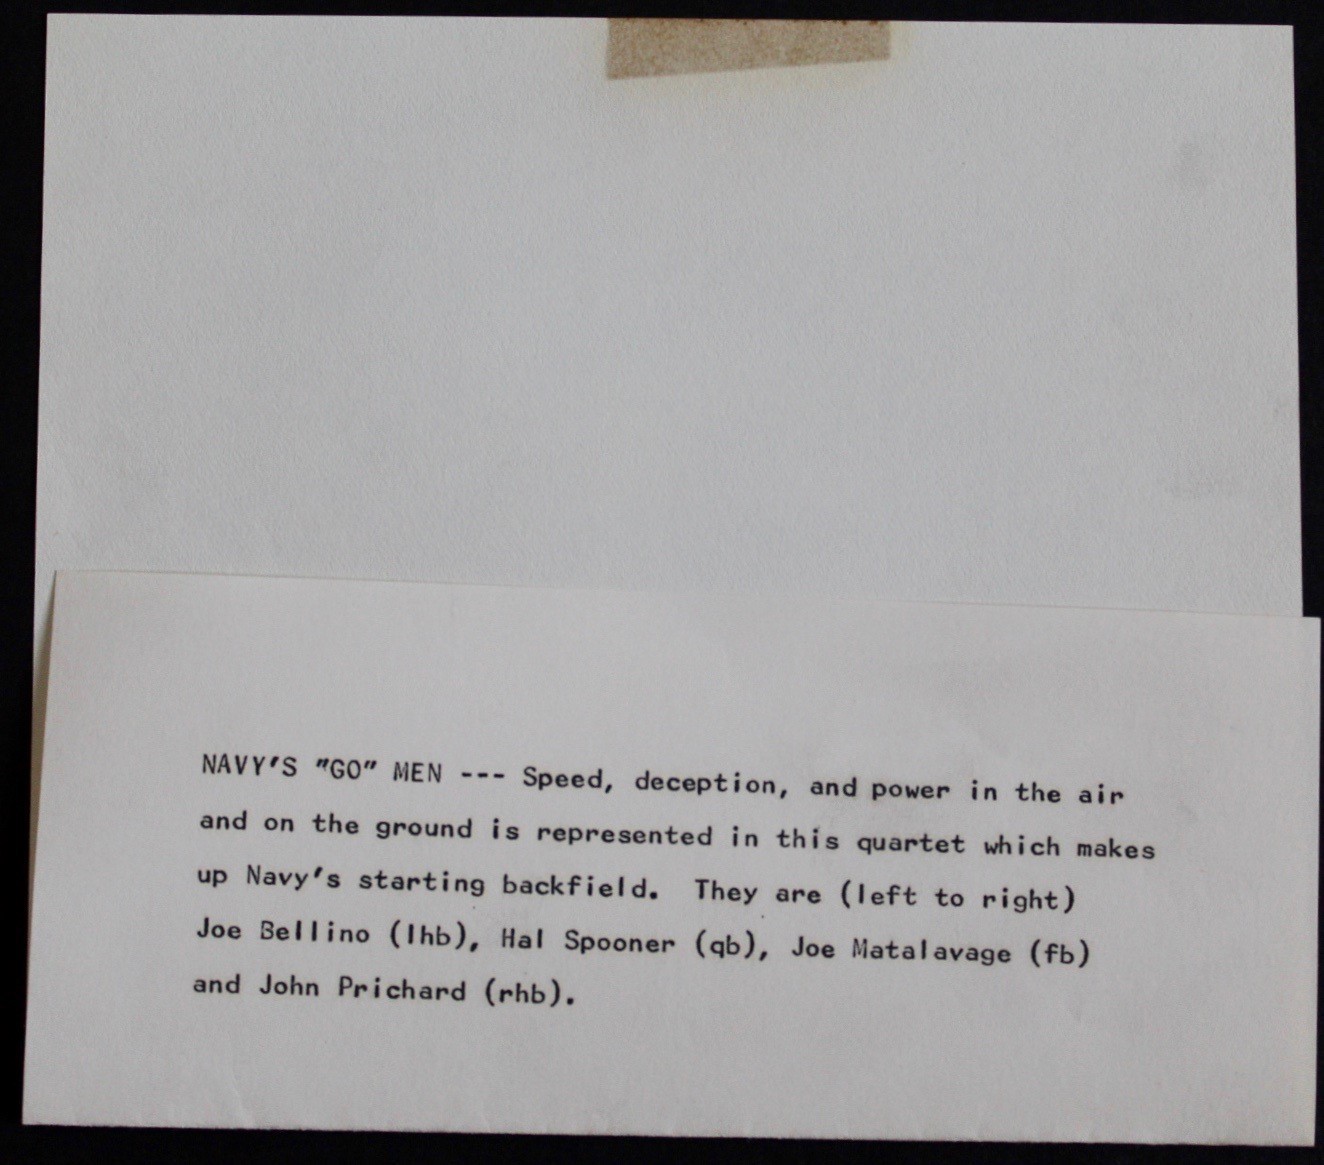 NAVY'S "GO" MEN --- Speed, deception, and power in the air
and on the ground is represented in this quartet which makes
up Navy's starting backfield. They are (left to right)
Joe Bellino (lhb), Hal Spooner (qb), Joe Matalavage (fb)
and John Prichard (rhb).